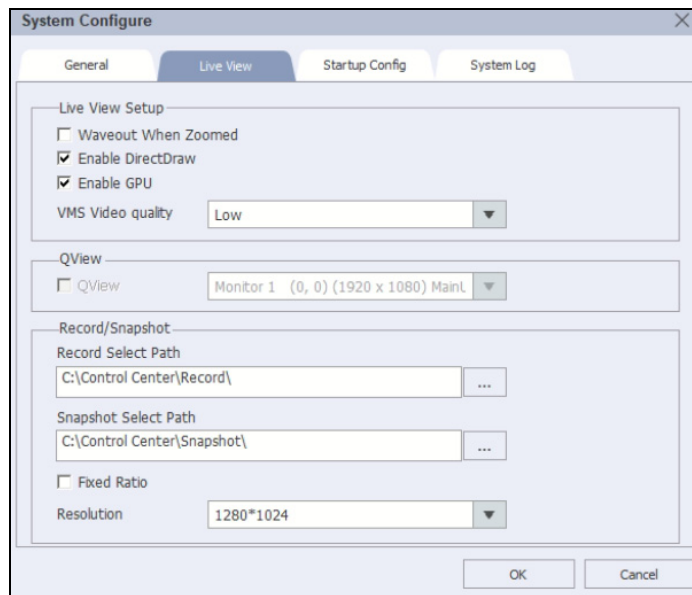 System Configure
General Live View Startup Config System Log
Live View Setup
Waveout When Zoomed
Enable DirectDraw
Enable GPU
VMS Video quality Low
QView
QView Monitor 1 (0, 0) (1920 x 1080) Main
Record/Snapshot
Record Select Path
C:\Control Center\Record\
...
Snapshot Select Path
C:\Control Center\Snapshot\
...
Fixed Ratio
Resolution 1280*1024
OK Cancel